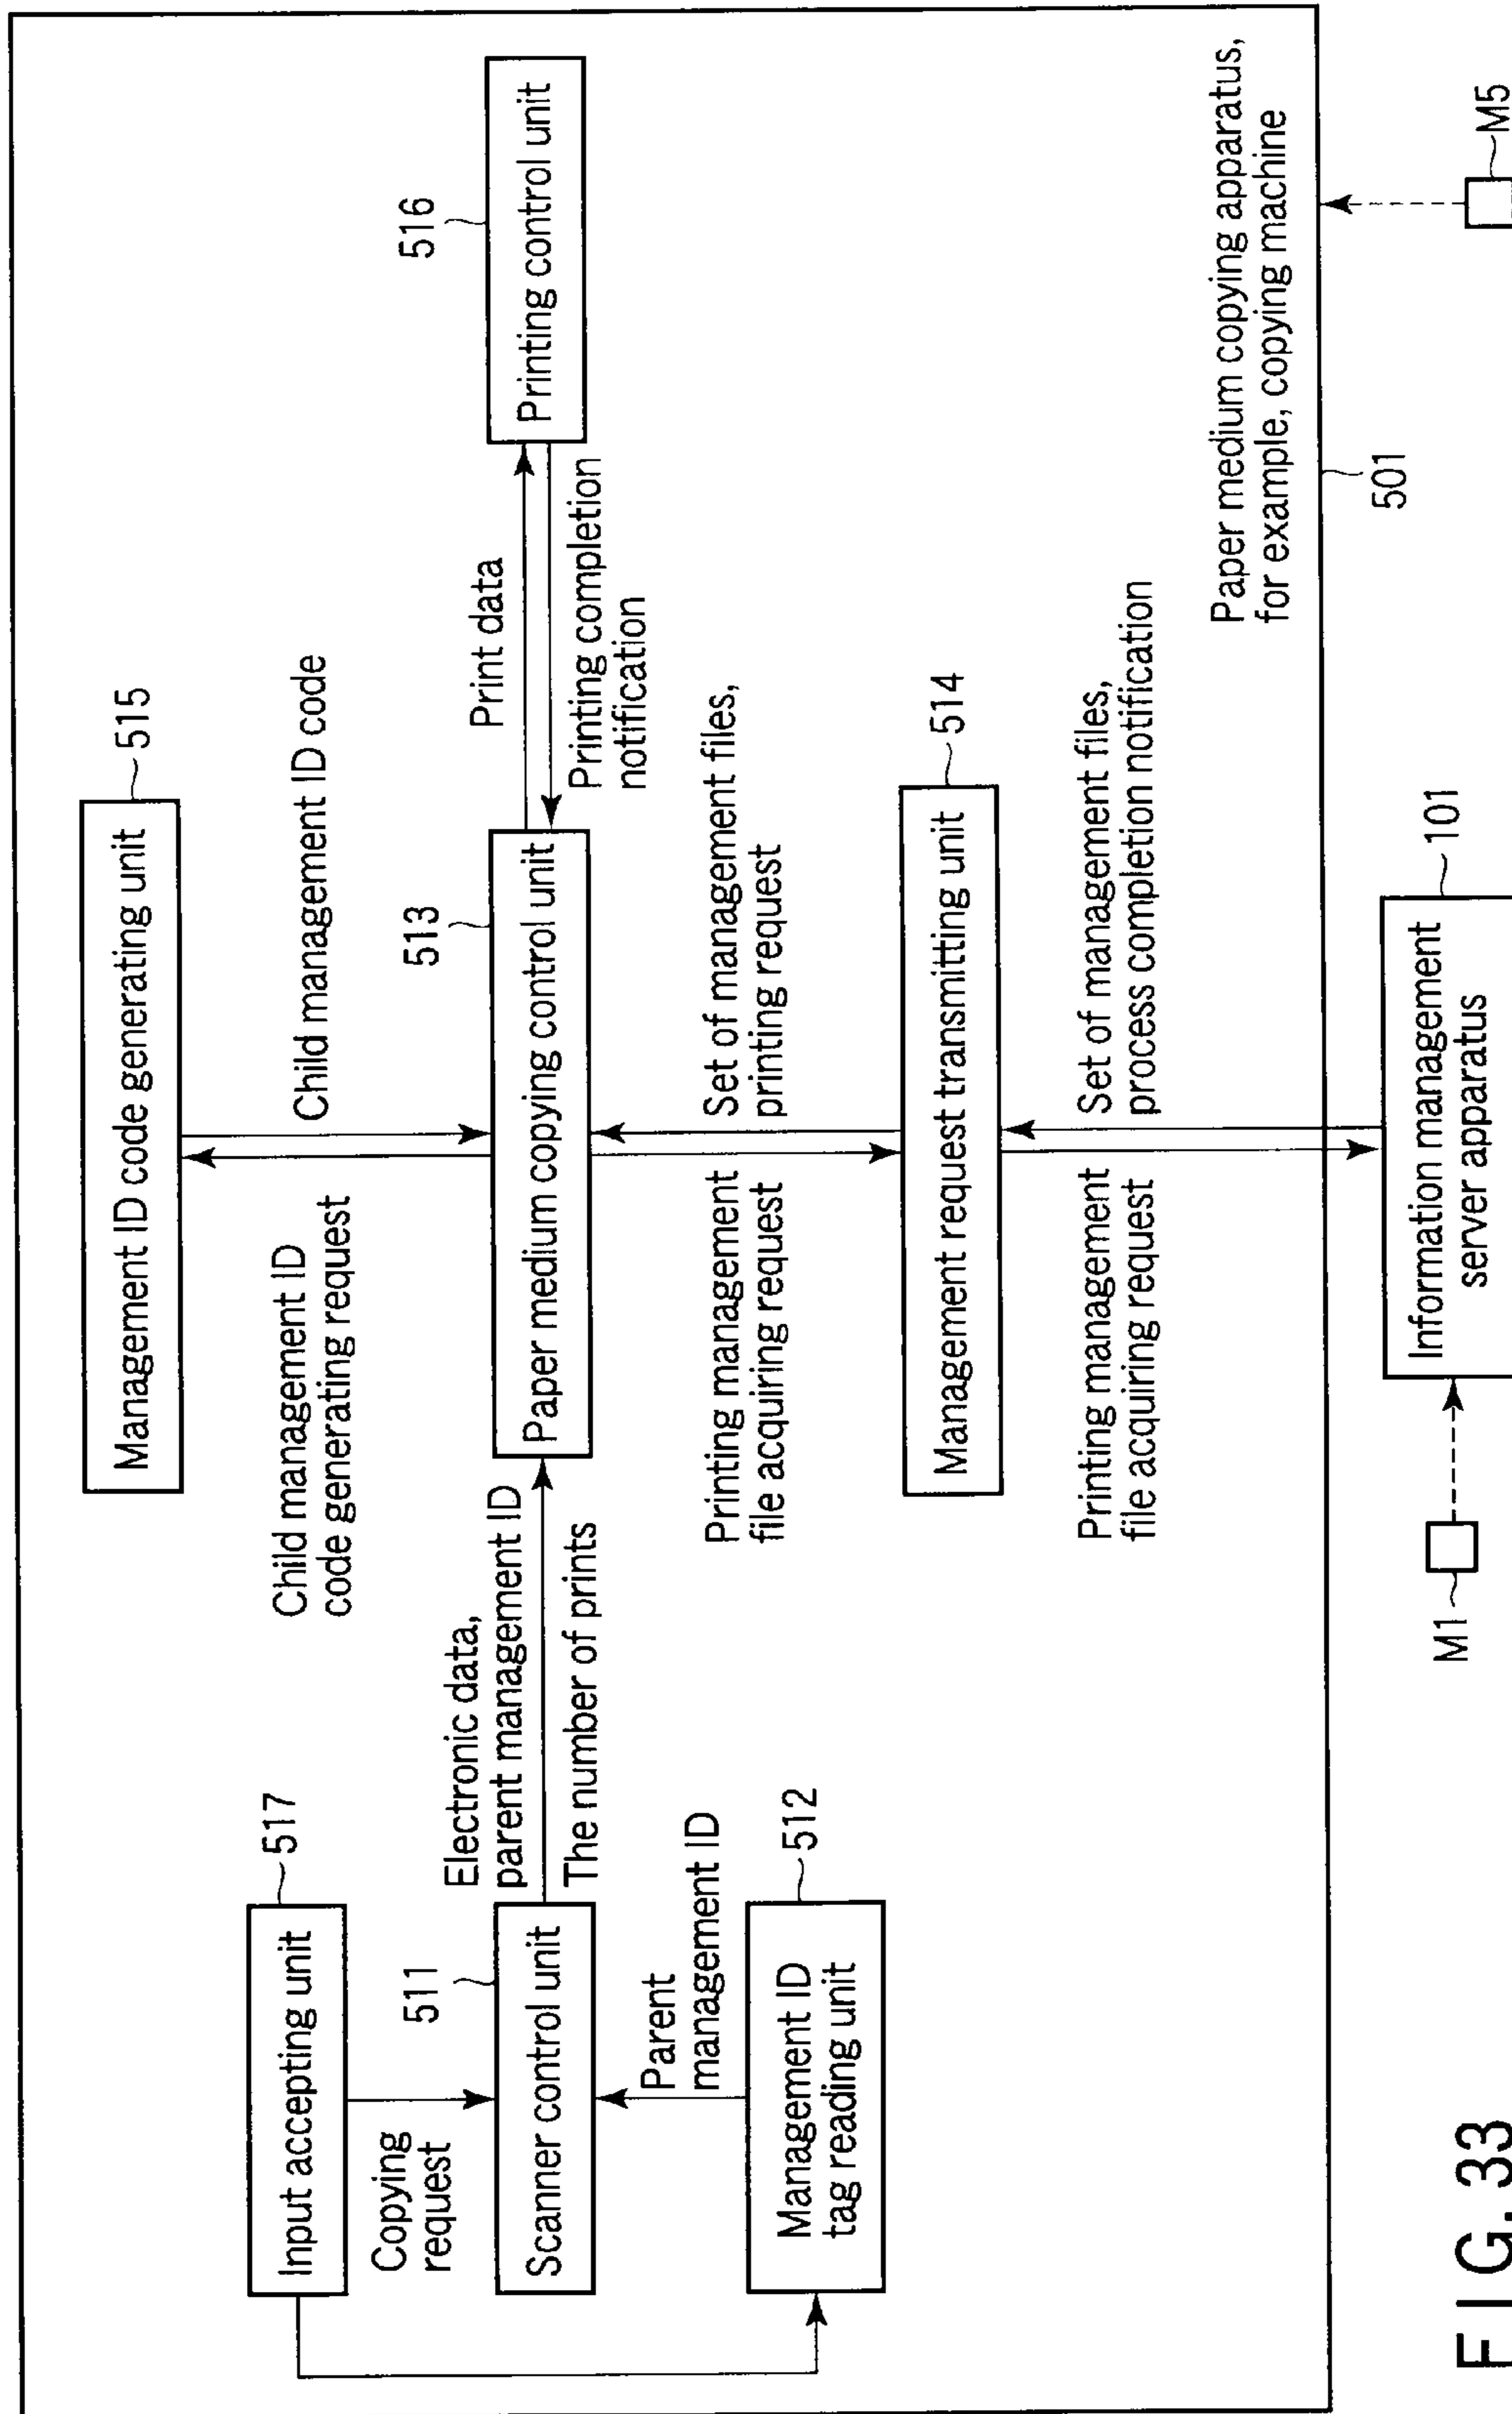 Management ID code generating unit
515
Child management ID
code generating request
Child management ID code
Input accepting unit
517
Copying
request
511
Scanner control unit
Parent
management ID
Management ID
tag reading unit
512
Electronic data,
parent management ID
The number of prints
513
Paper medium copying control unit
Print data
Printing completion
notification
516
Printing control unit
Printing management
file acquiring request
Set of management files,
printing request
Management request transmitting unit
514
Printing management
file acquiring request
Set of management files,
process completion notification
Paper medium copying apparatus,
for example, copying machine
501
M1
Information management
server apparatus
101
M5
FIG. 33